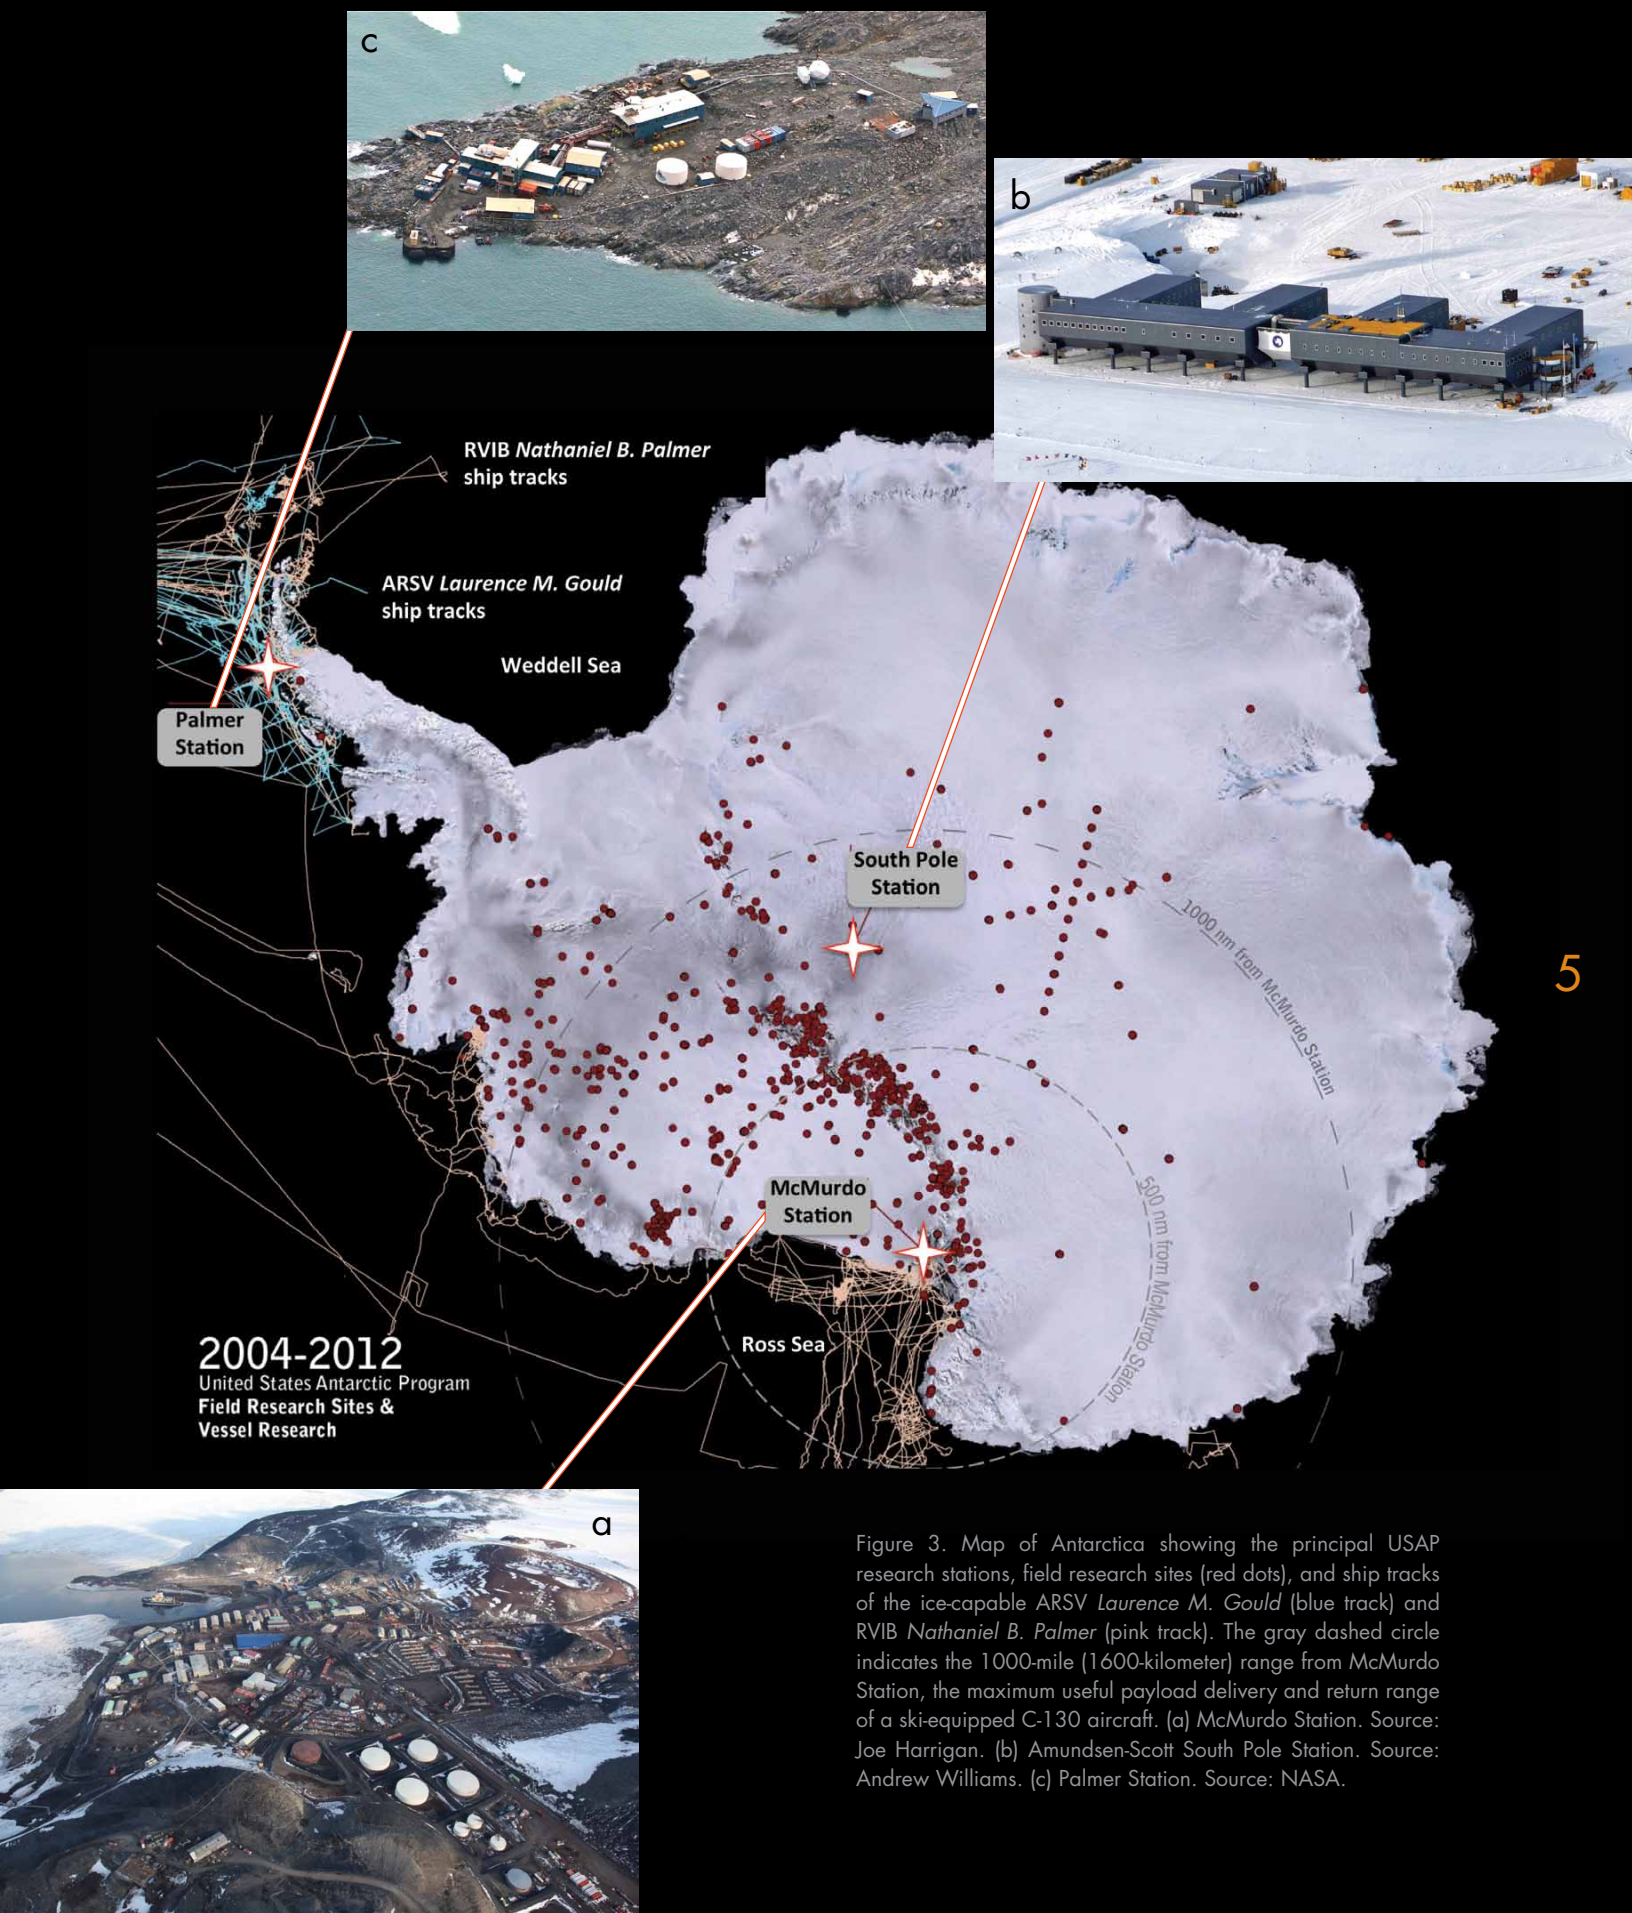 c
b
RVIB Nathaniel B. Palmer
ship tracks
ARSV Laurence M. Gould
ship tracks
Weddell Sea
Palmer
Station
South Pole
Station
1000 nm from McMurdo Station
5
McMurdo
Station
500 nm from McMurdo Station
Ross Sea
2004-2012
United States Antarctic Program
Field Research Sites &
Vessel Research
a
Figure 3. Map of Antarctica showing the principal USAP
research stations, field research sites (red dots), and ship tracks
of the ice-capable ARSV Laurence M. Gould (blue track) and
RVIB Nathaniel B. Palmer (pink track). The gray dashed circle
indicates the 1000-mile (1600-kilometer) range from McMurdo
Station, the maximum useful payload delivery and return range
of a ski-equipped C-130 aircraft. (a) McMurdo Station. Source:
Joe Harrigan. (b) Amundsen-Scott South Pole Station. Source:
Andrew Williams. (c) Palmer Station. Source: NASA.